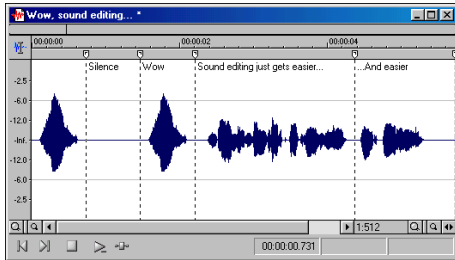 Wow, sound editing... *
00:00:00 00:00:02 00:00:04
Silence Wow Sound editing just gets easier... ...And easier
-2.5
-6.0
-12.0
-Inf.
-12.0
-6.0
-2.5
1:512
00:00:00.731